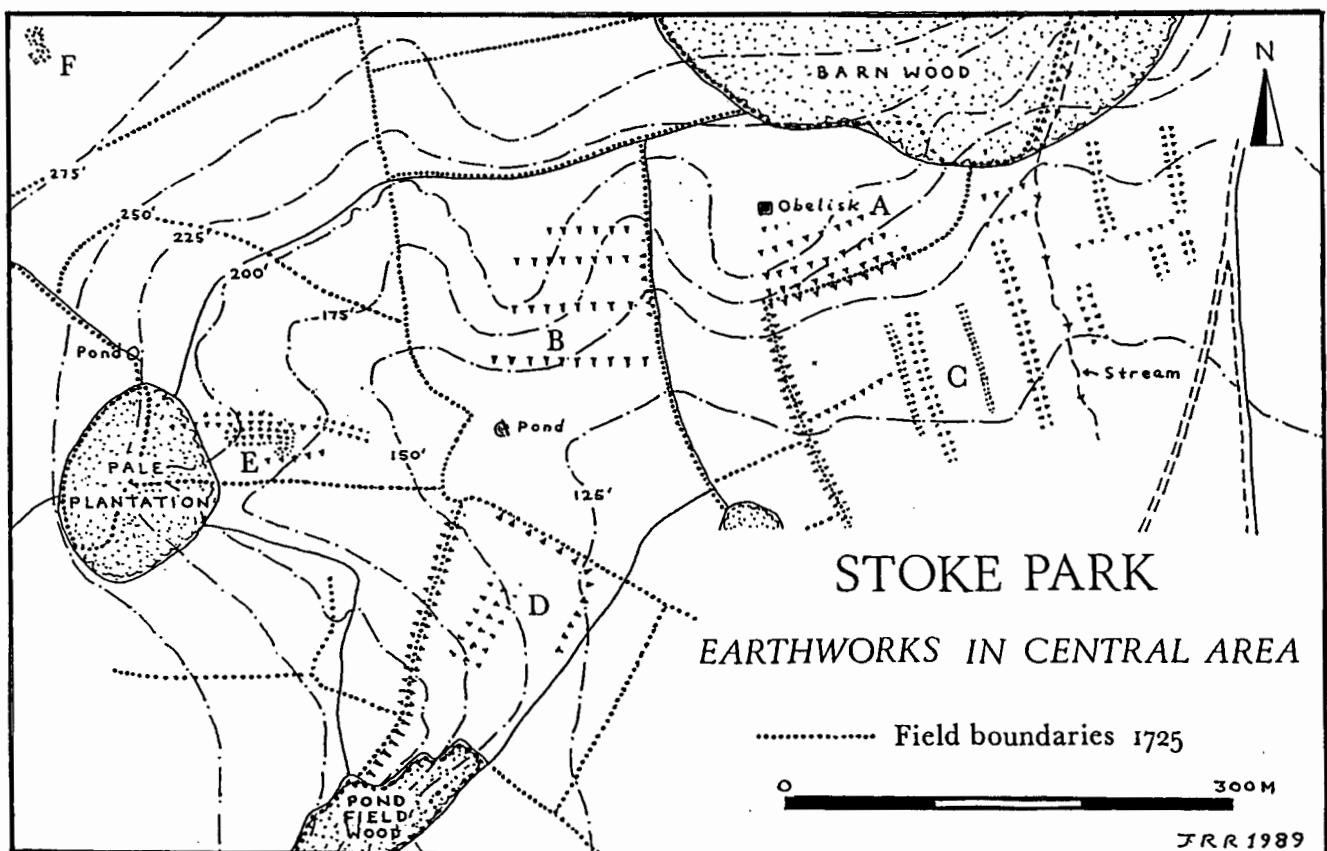 F
BARN WOOD
N
275'
250'
225'
200'
Obelisk A
175'
B
Pond
C
Stream
Pond
E
PALE
PLANTATION
150'
125'
D
STOKE PARK
EARTHWORKS IN CENTRAL AREA
Field boundaries 1725
0 300M
POND
FIELD
WOOD
JRR 1989